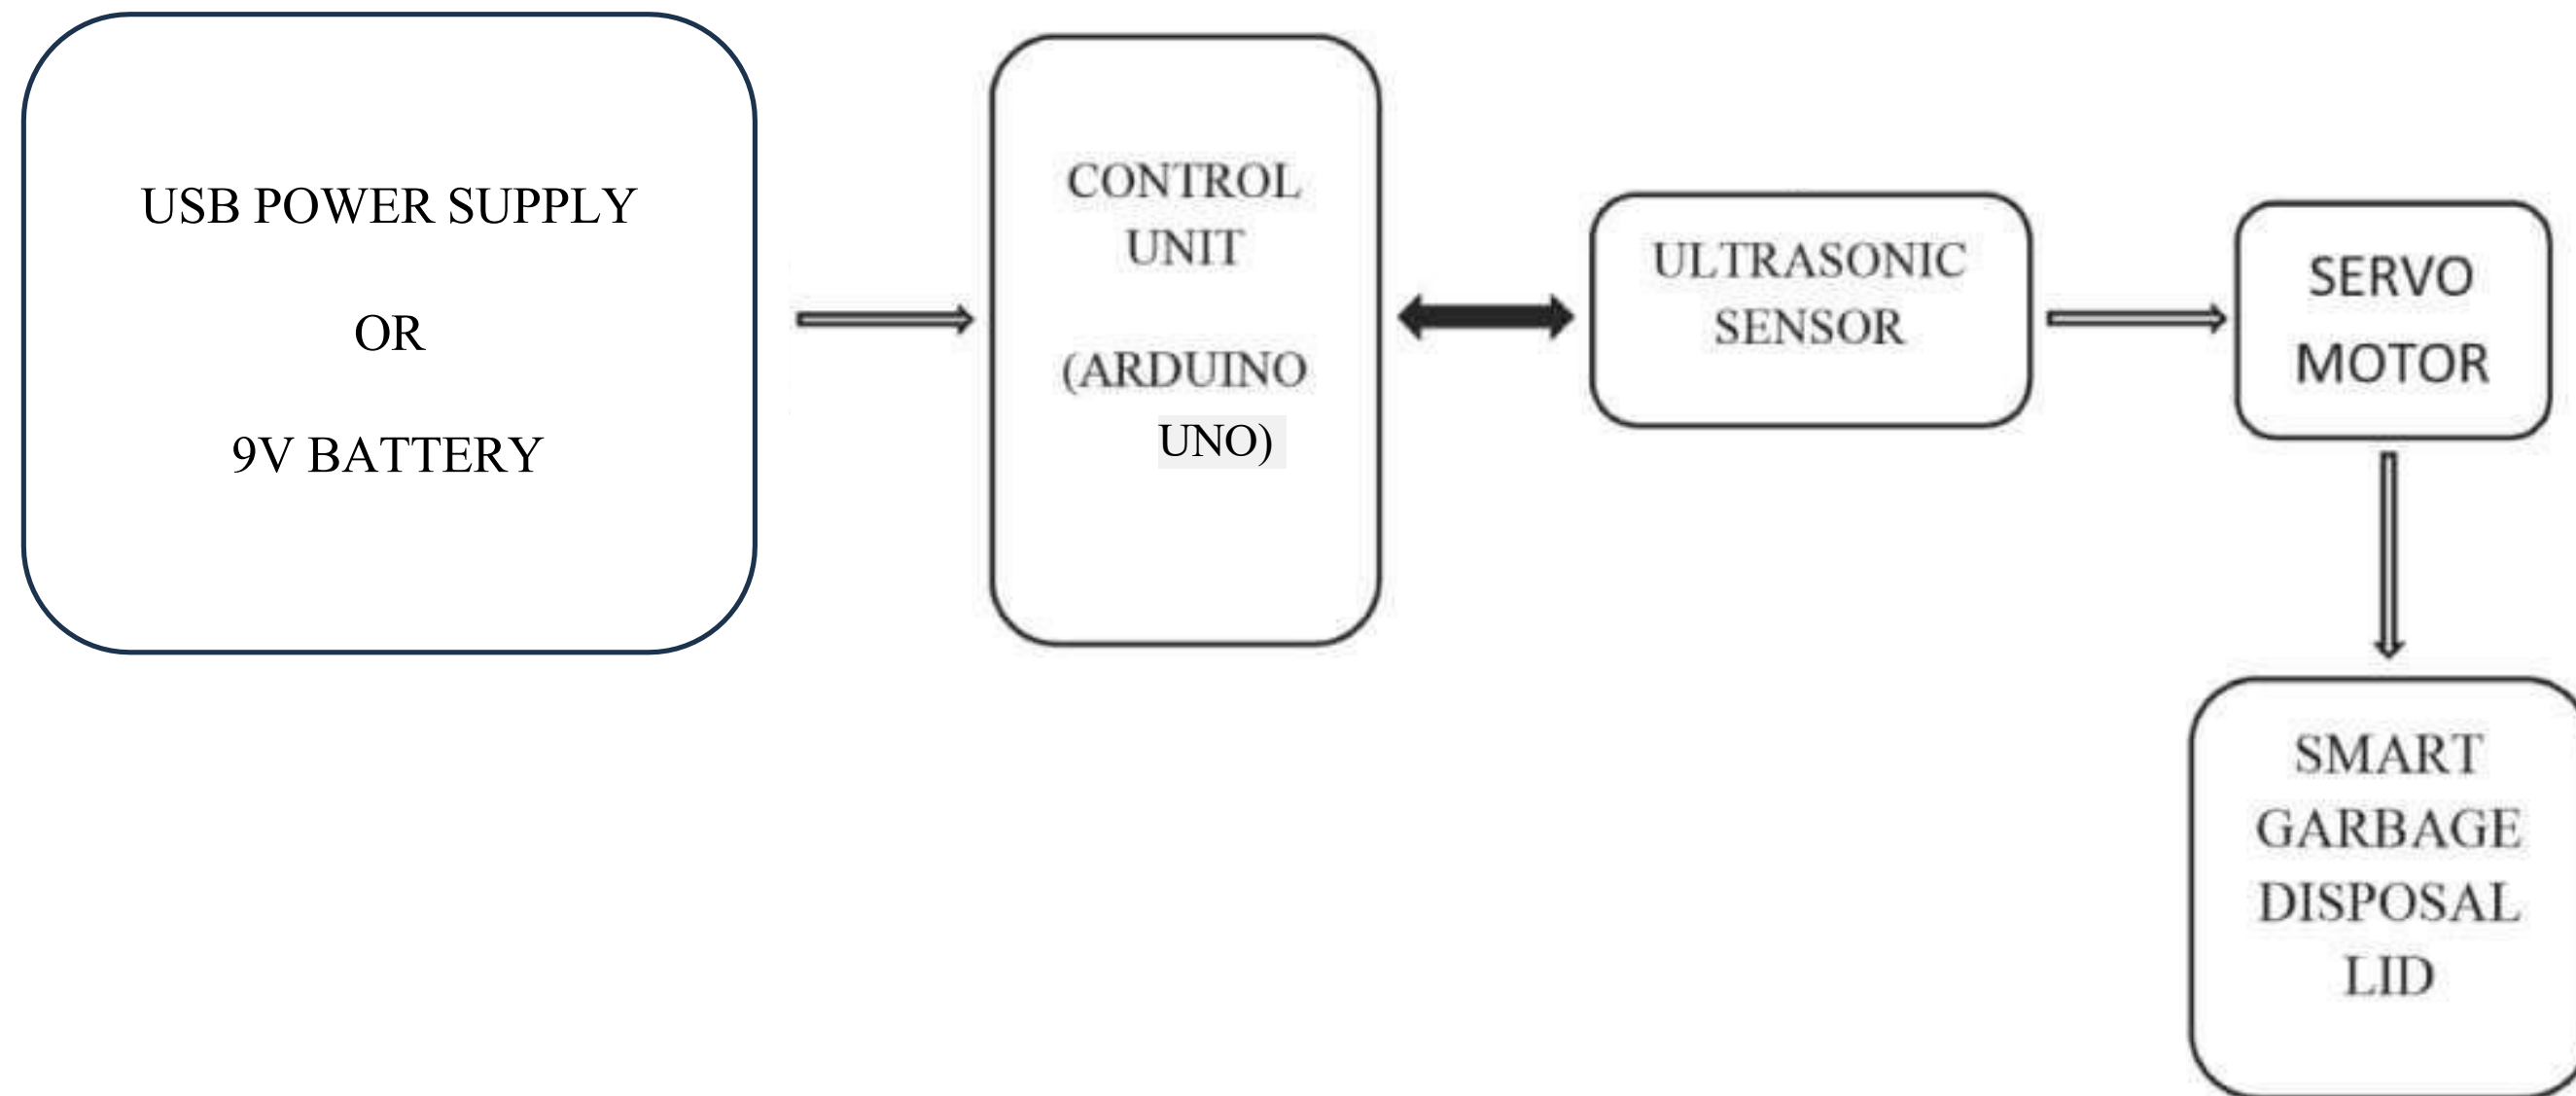 USB POWER SUPPLY
OR
9V BATTERY
CONTROL
UNIT
(ARDUINO
UNO)
ULTRASONIC
SENSOR
SERVO
MOTOR
SMART
GARBAGE
DISPOSAL
LID